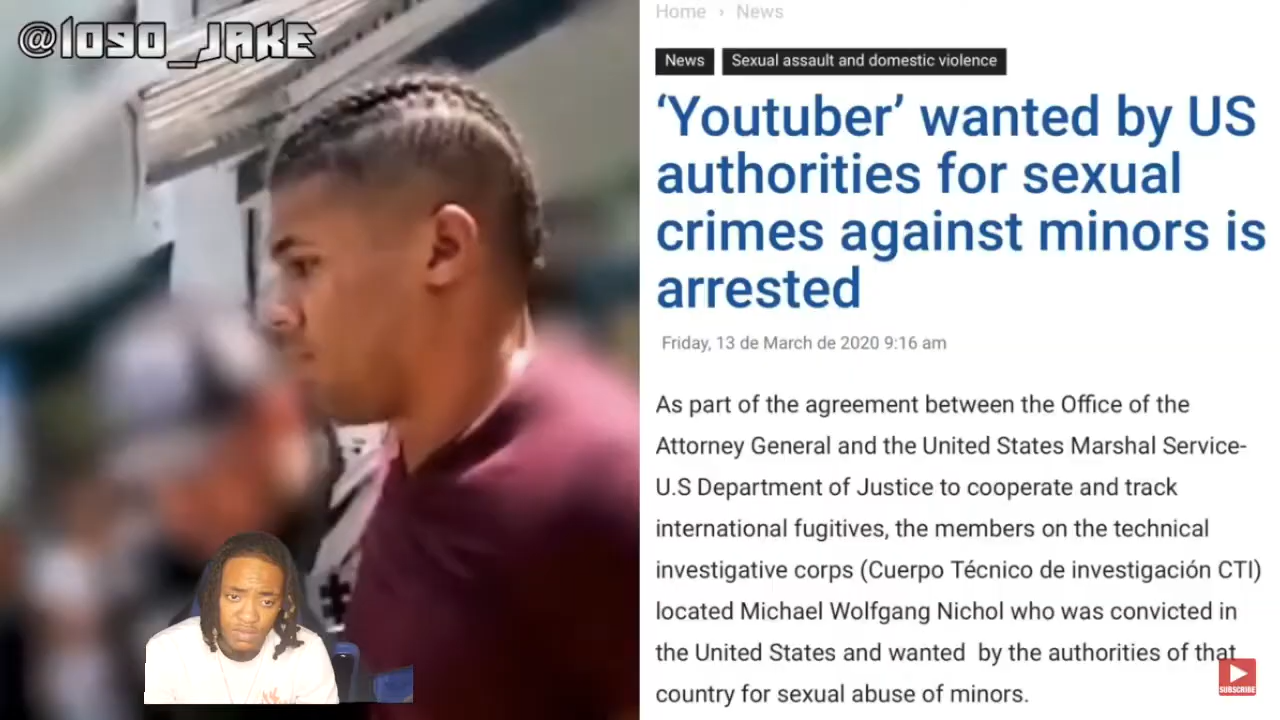 @1090_JAKE
Home › News
News
Sexual assault and domestic violence
‘Youtuber’ wanted by US
authorities for sexual
crimes against minors is
arrested
Friday, 13 de March de 2020 9:16 am
As part of the agreement between the Office of the
Attorney General and the United States Marshal Service-
U.S Department of Justice to cooperate and track
international fugitives, the members on the technical
investigative corps (Cuerpo Técnico de investigación CTI)
located Michael Wolfgang Nichol who was convicted in
the United States and wanted by the authorities of that
country for sexual abuse of minors.
SUBSCRIBE